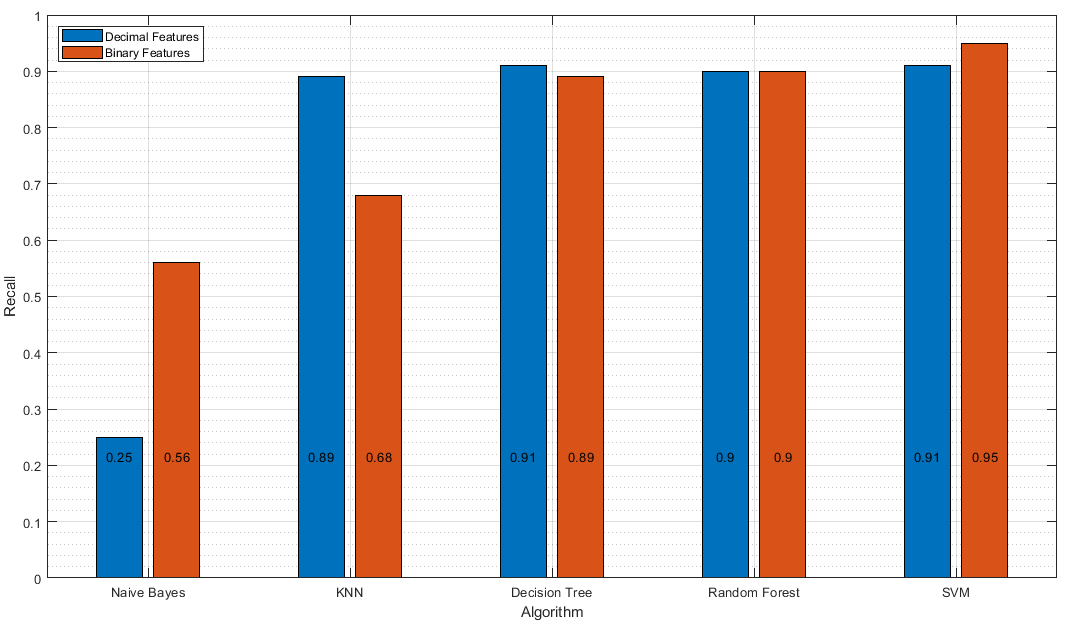 Decimal Features
Binary Features
1
0.9
0.8
0.7
0.6
0.5
0.4
0.3
0.2
0.1
0
Recall
0.25 0.56 0.89 0.68 0.91 0.89 0.9 0.9 0.91 0.95
Naive Bayes KNN Decision Tree Random Forest SVM
Algorithm